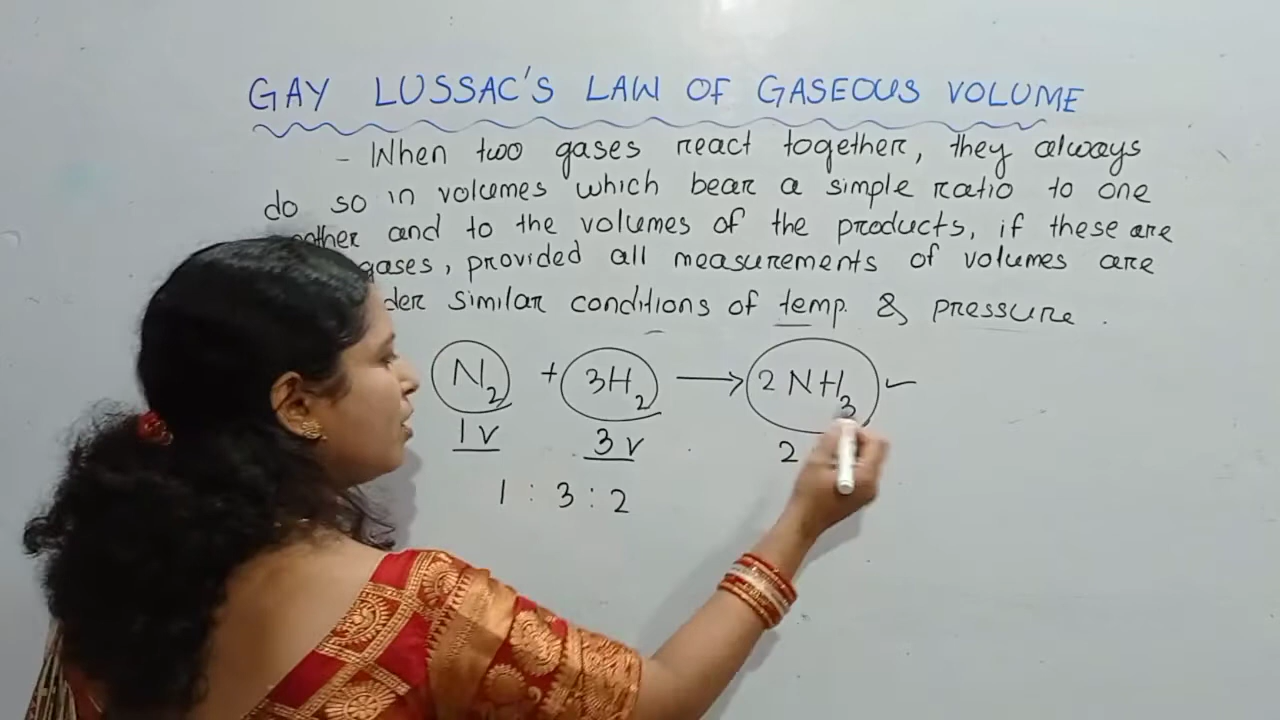 GAY LUSSAC'S LAW OF GASEOUS VOLUME
- When two gases react together, they always
do so in volumes which bear a simple ratio to one
and to the volumes of the products, if these are
gases, provided all measurements of volumes are
similar conditions of temp. & pressure.
N₂ + 3H₂ ⟶ 2NH₃
1v 3v 2
1 : 3 : 2